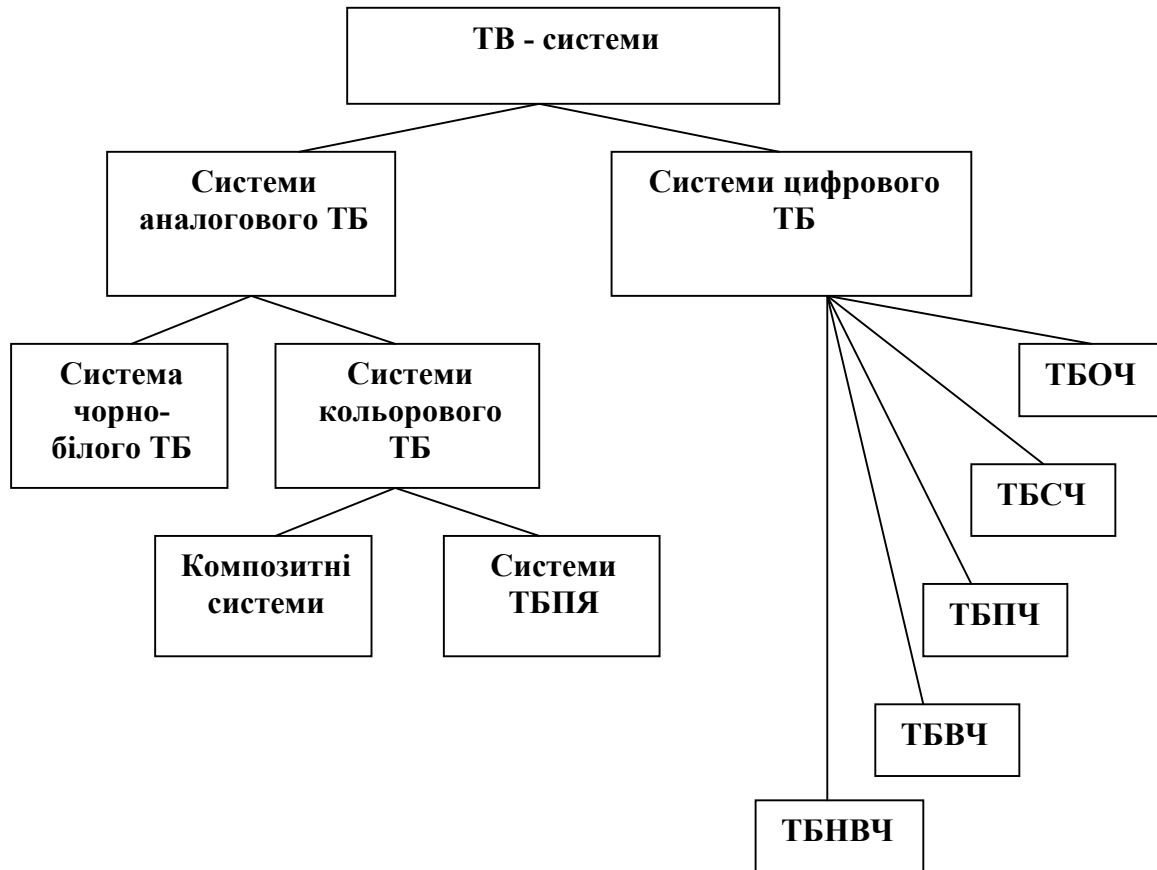 ТВ - системи
Системи
аналогового ТБ
Системи цифрового
ТБ
Система
чорно-
білого ТБ
Системи
кольорового
ТБ
ТБОЧ
ТБСЧ
Композитні
системи
Системи
ТБПЯ
ТБПЧ
ТБВЧ
ТБНВЧ